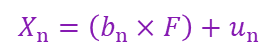 Xₙ = (bₙ × F) + uₙ